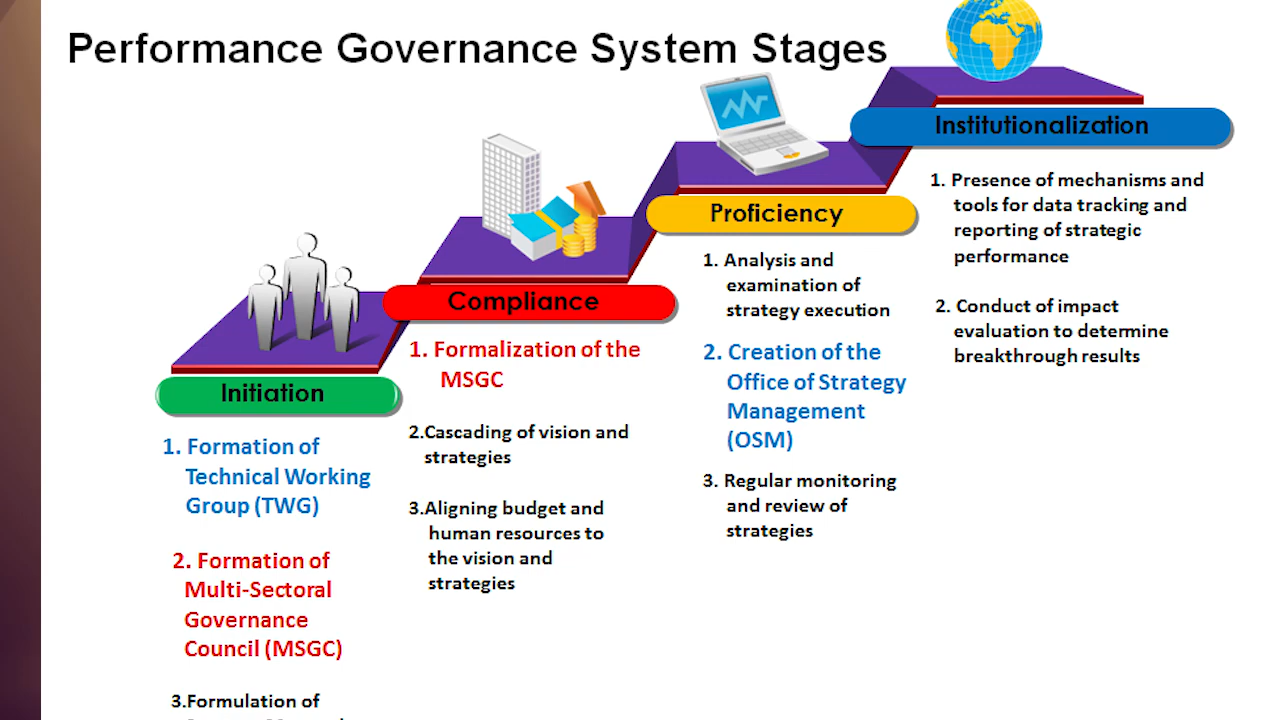 Performance Governance System Stages
Initiation
1. Formation of
Technical Working
Group (TWG)
2. Formation of
Multi-Sectoral
Governance
Council (MSGC)
3.Formulation of
Compliance
1. Formalization of the
MSGC
2.Cascading of vision and
strategies
3.Aligning budget and
human resources to
the vision and
strategies
Proficiency
1. Analysis and
examination of
strategy execution
2. Creation of the
Office of Strategy
Management
(OSM)
3. Regular monitoring
and review of
strategies
Institutionalization
1. Presence of mechanisms and
tools for data tracking and
reporting of strategic
performance
2. Conduct of impact
evaluation to determine
breakthrough results